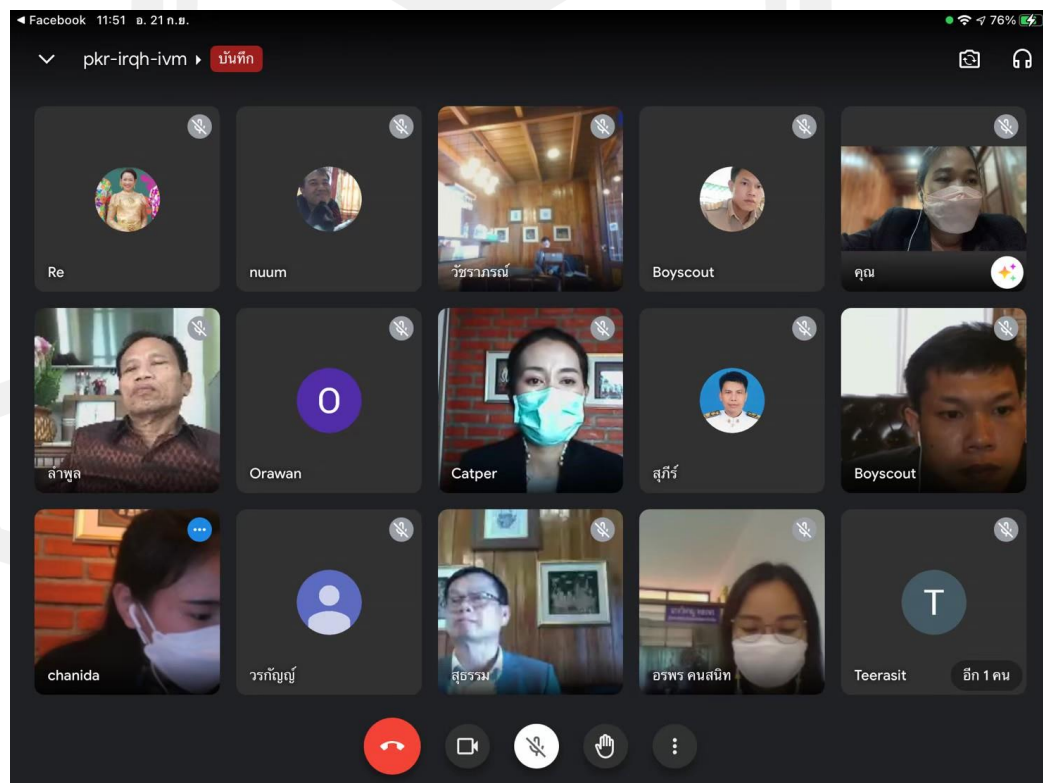 ◀ Facebook 11:51 อ. 21 ก.ย.
76%
pkr-irqh-ivm ▸ บันทึก
Re
nuum
วัชราภรณ์
Boyscout
คุณ
ลำพูล
O
Orawan
Catper
สุภีร์
Boyscout
chanida
วรกัญญ์
สุธรรม
อรพร คนสนิท
T
Teerasit
อีก 1 คน